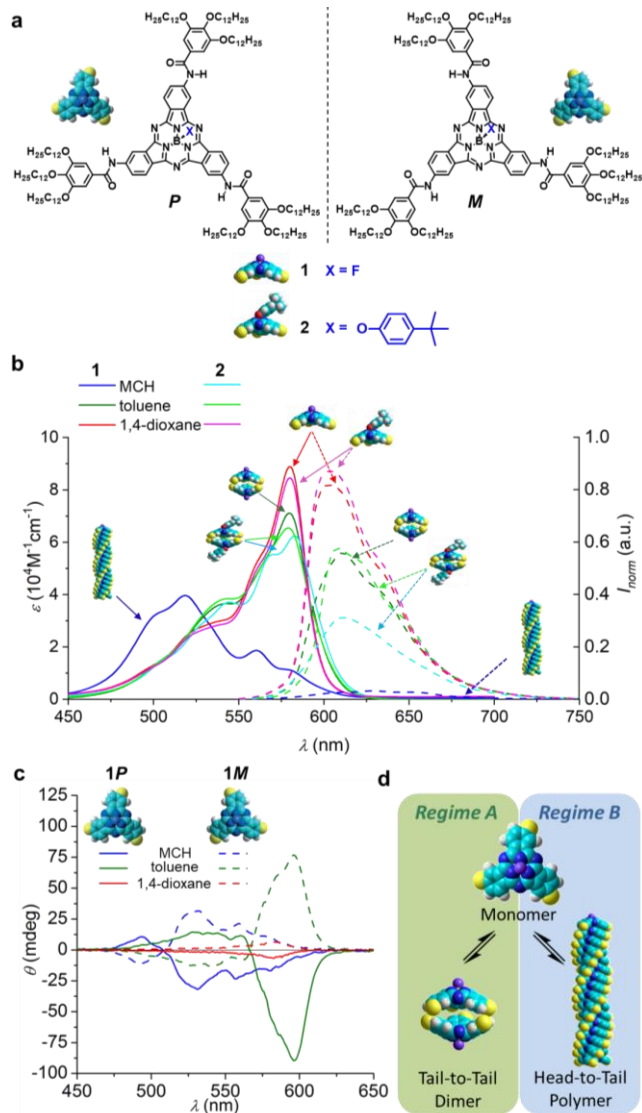 a
H25C12O
OC12H25
OC12H25
O
N-H
N
N
X
N
B
N
N
N
H25C12O
H25C12O
H25C12O
O
N
H
P
H
N
O
OC12H25
OC12H25
OC12H25
H25C12O
H25C12O
OC12H25
O
H-N
N
X
N
N
B
N
N
N
H25C12O
H25C12O
H25C12O
O
N
H
M
H
N
O
OC12H25
OC12H25
OC12H25
1 X = F
2 X = O
b
1 2
MCH
toluene
1,4-dioxane
ε (10⁴M⁻¹cm⁻¹)
10
8
6
4
2
0
1.0
0.8
0.6
0.4
0.2
0.0
I norm (a.u.)
450 500 550 600 650 700 750
λ (nm)
c
1P 1M
MCH
toluene
1,4-dioxane
θ (mdeg)
125
100
75
50
25
0
-25
-50
-75
-100
450 500 550 600 650
λ (nm)
d
Regime A Regime B
Monomer
Tail-to-Tail
Dimer
Head-to-Tail
Polymer